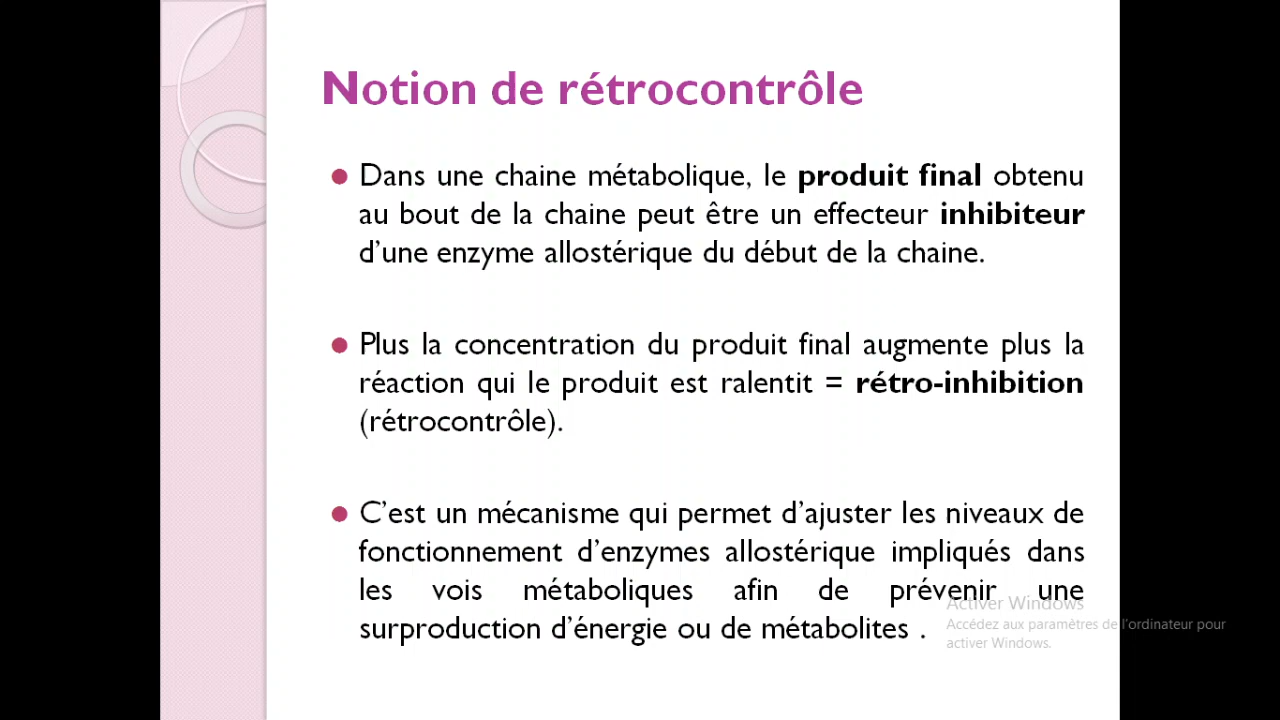 Notion de rétrocontrôle
Dans une chaine métabolique, le produit final obtenu
au bout de la chaine peut être un effecteur inhibiteur
d’une enzyme allostérique du début de la chaine.
Plus la concentration du produit final augmente plus la
réaction qui le produit est ralentit = rétro-inhibition
(rétrocontrôle).
C’est un mécanisme qui permet d’ajuster les niveaux de
fonctionnement d’enzymes allostérique impliqués dans
les vois métaboliques afin de prévenir une
surproduction d’énergie ou de métabolites .
Activer Windows
Accédez aux paramètres de l'ordinateur pour
activer Windows.